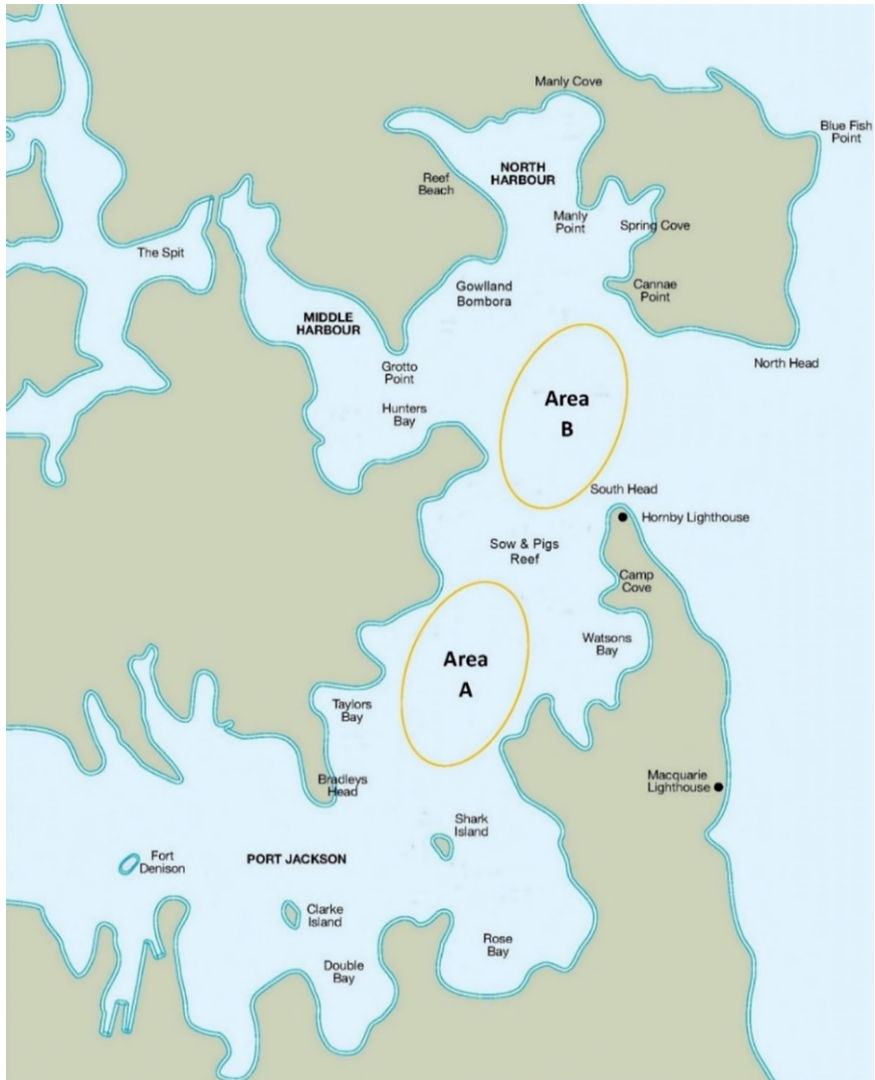 Manly Cove
Blue Fish
Point
NORTH
HARBOUR
Reef
Beach
Manly
Point
Spring Cove
The Spit
Cannae
Point
Gowlland
Bombora
MIDDLE
HARBOUR
North Head
Grotto
Point
Area
B
Hunters
Bay
South Head
Hornby Lighthouse
Sow & Pigs
Reef
Camp
Cove
Watsons
Bay
Area
A
Taylors
Bay
Bradleys
Head
Macquarie
Lighthouse
Shark
Island
Fort
Denison
PORT JACKSON
Clarke
Island
Rose
Bay
Double
Bay